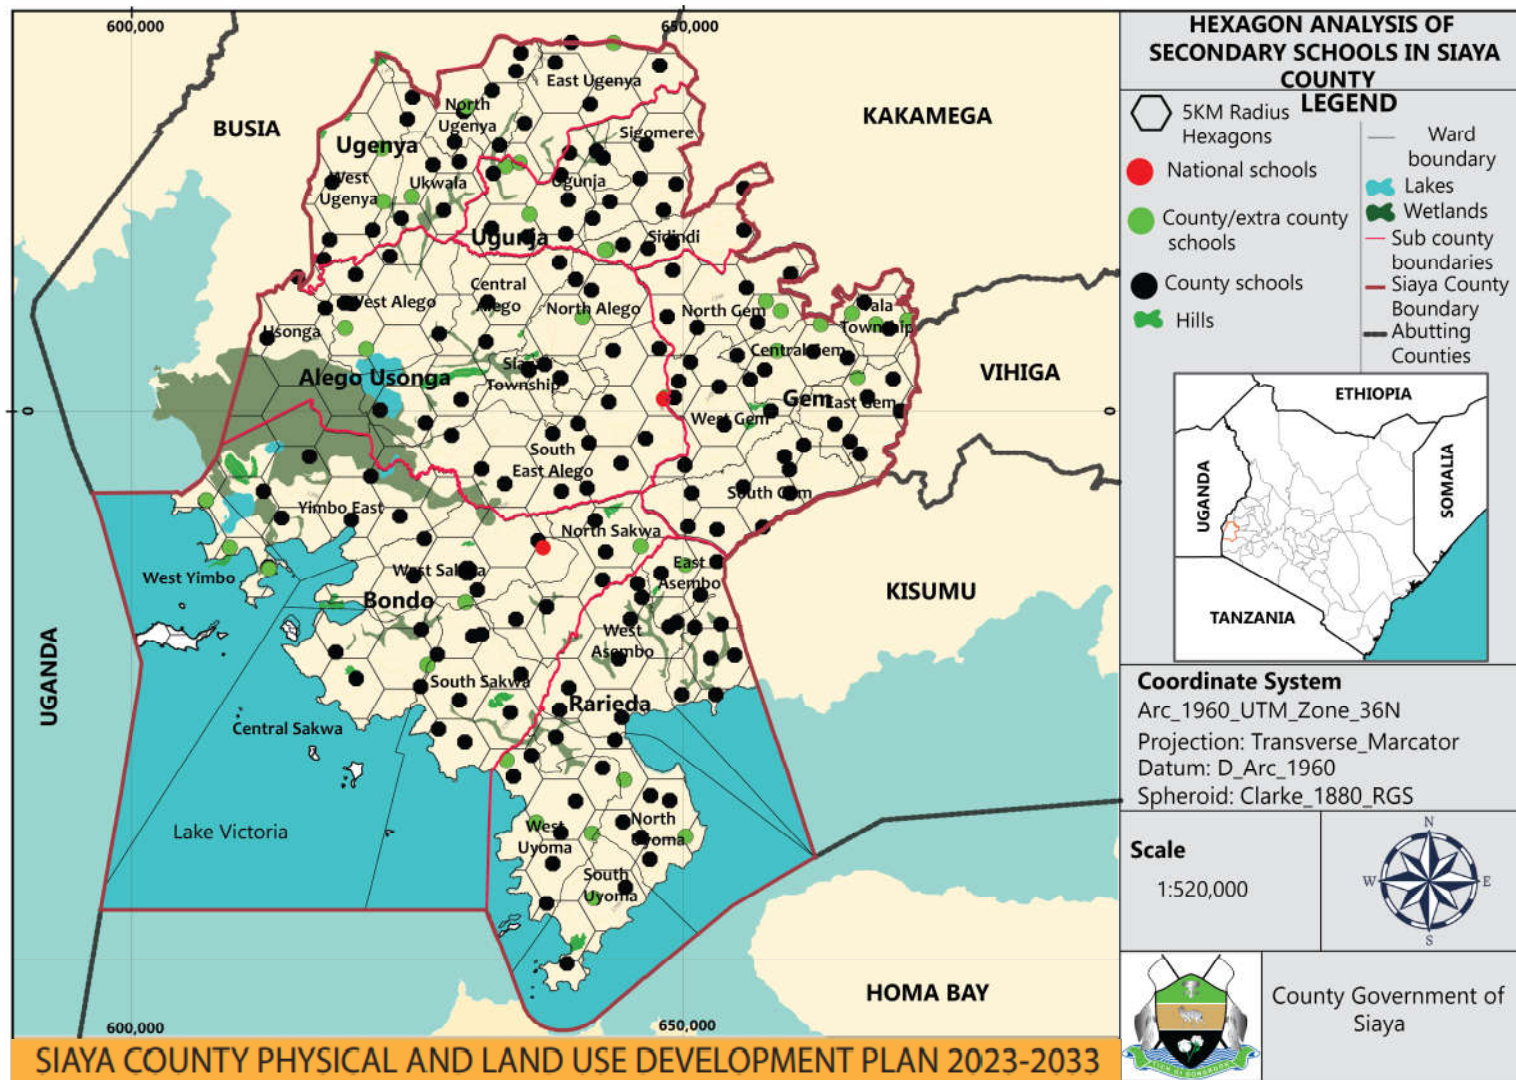 600,000
650,000
BUSIA
KAKAMEGA
VIHIGA
KISUMU
HOMA BAY
UGANDA
0
0
East Ugenya
North
Ugenya
Ugenya
Sigomere
West
Ugenya
Ukwala
Ugunja
Ugunja
Sidindi
Central
Alego
West Alego
North Alego
North Gem
Yala
Township
Usonga
Central Gem
Siaya
Township
Alego Usonga
Gem
East Gem
West Gem
South
East Alego
South Gem
Yimbo East
North Sakwa
West Yimbo
West Sakwa
East
Asembo
Bondo
West
Asembo
South Sakwa
Rarieda
Central Sakwa
Lake Victoria
West
Uyoma
North
Uyoma
South
Uyoma
600,000
650,000
SIAYA COUNTY PHYSICAL AND LAND USE DEVELOPMENT PLAN 2023-2033
HEXAGON ANALYSIS OF
SECONDARY SCHOOLS IN SIAYA
COUNTY
LEGEND
5KM Radius
Hexagons
National schools
County/extra county
schools
County schools
Hills
Ward
boundary
Lakes
Wetlands
Sub county
boundaries
Siaya County
Boundary
Abutting
Counties
ETHIOPIA
UGANDA
SOMALIA
TANZANIA
Coordinate System
Arc_1960_UTM_Zone_36N
Projection: Transverse_Marcator
Datum: D_Arc_1960
Spheroid: Clarke_1880_RGS
Scale
1:520,000
N
W
E
S
County Government of
Siaya